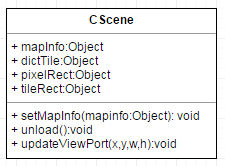 CScene
+ mapInfo:Object
+ dictTile:Object
+ pixelRect:Object
+ tileRect:Object
+ setMapInfo(mapinfo:Object): void
+ unload():void
+ updateViewPort(x,y,w,h):void